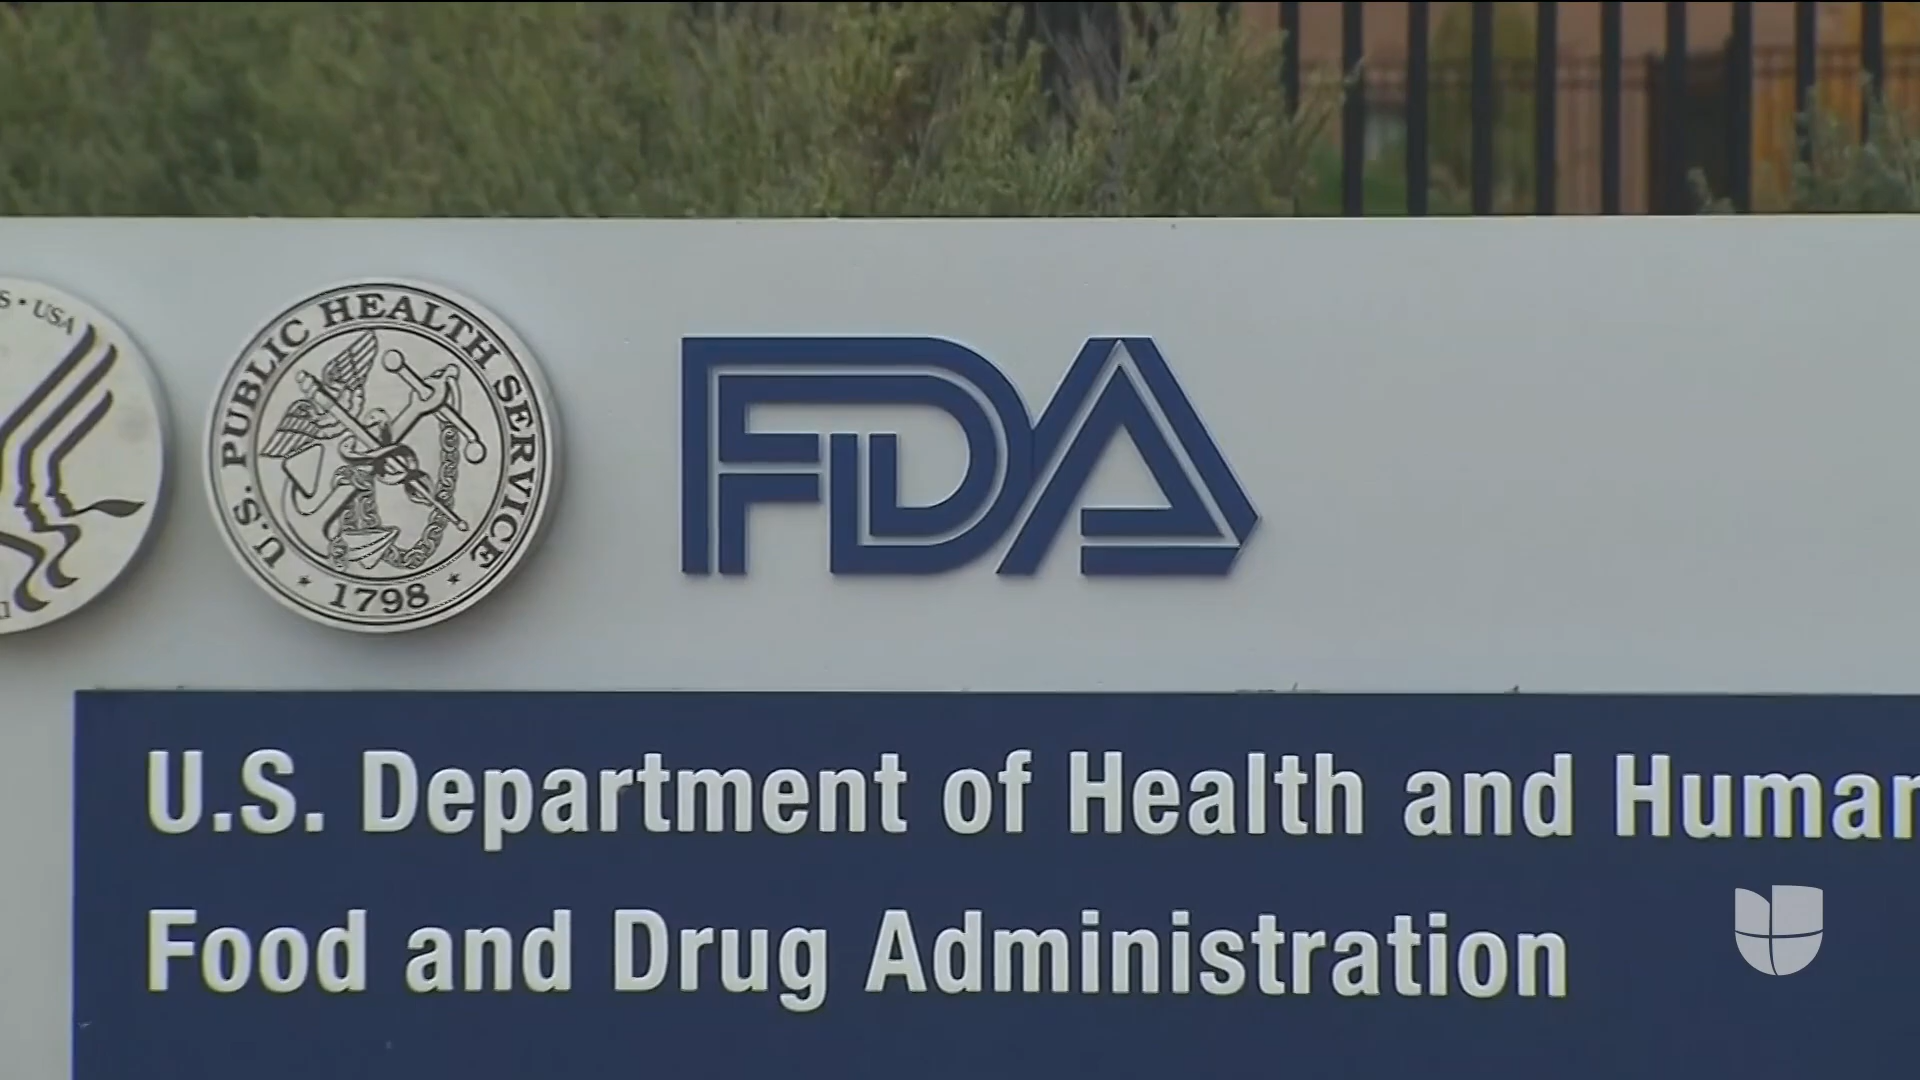 S • USA
U.S. PUBLIC HEALTH SERVICE
★ 1798 ★
FDA
U.S. Department of Health and Human
Food and Drug Administration